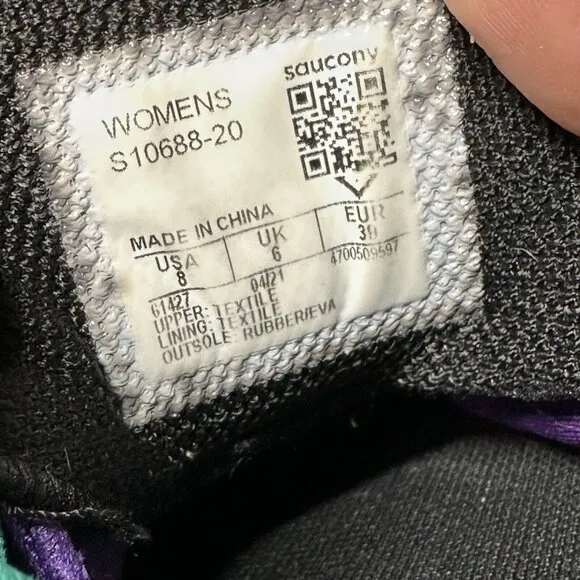 saucony
WOMENS
S10688-20
MADE IN CHINA
USA UK EUR
8 6 39
61427 04/21 4700509597
UPPER: TEXTILE
LINING: TEXTILE
OUTSOLE: RUBBER/EVA